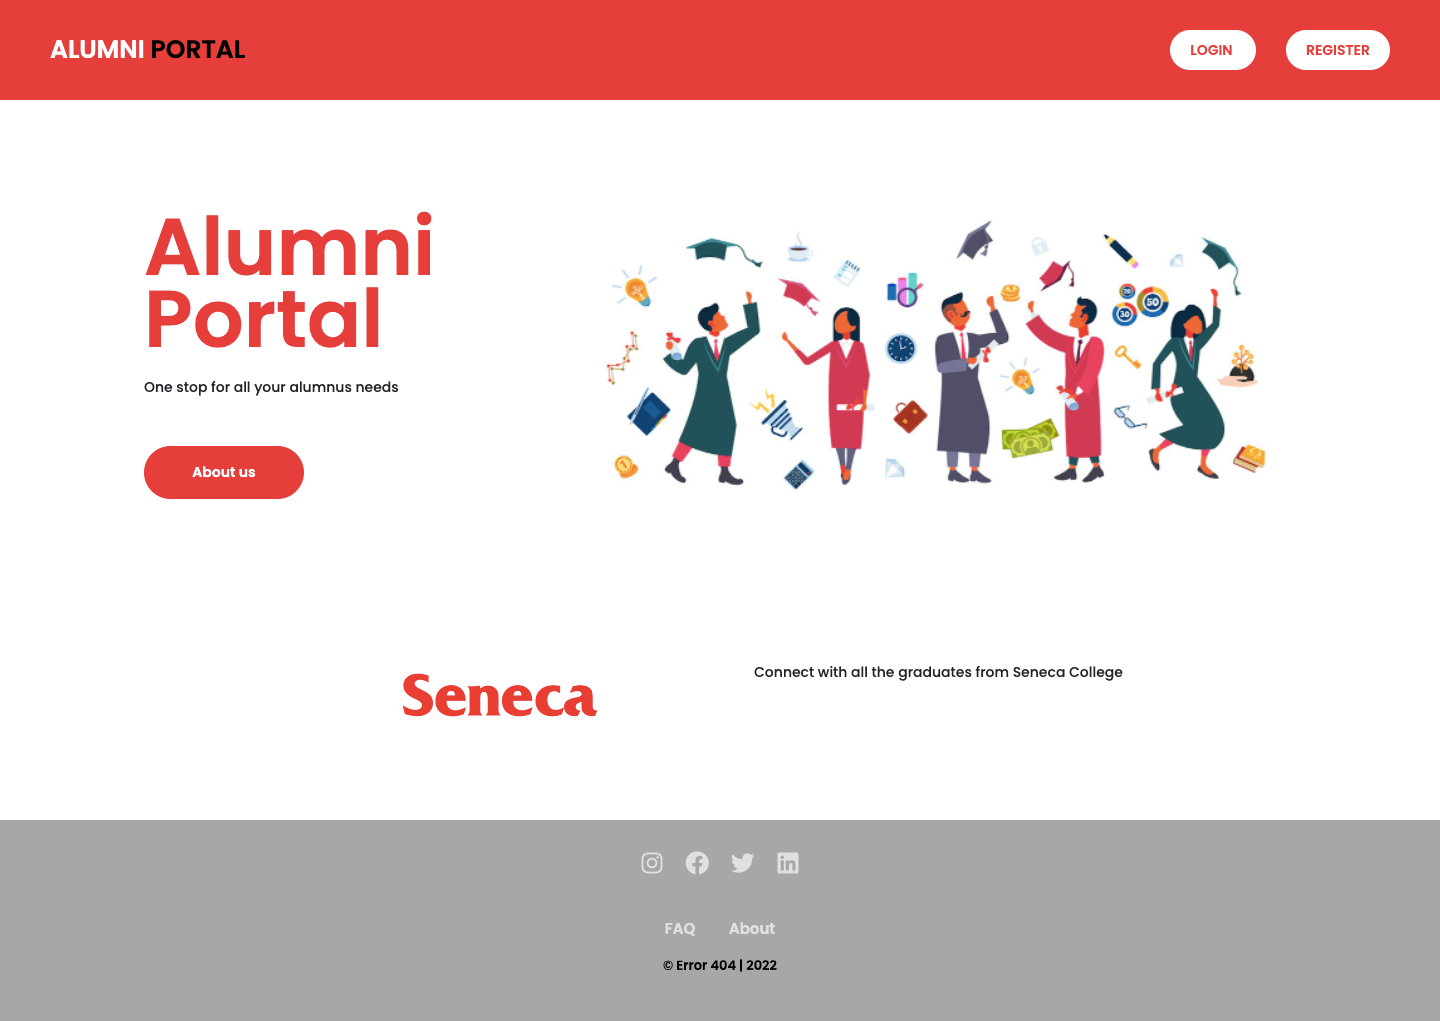 ALUMNI PORTAL
LOGIN
REGISTER
Alumni
Portal
One stop for all your alumnus needs
About us
50
30
Seneca
Connect with all the graduates from Seneca College
FAQ
About
© Error 404 | 2022